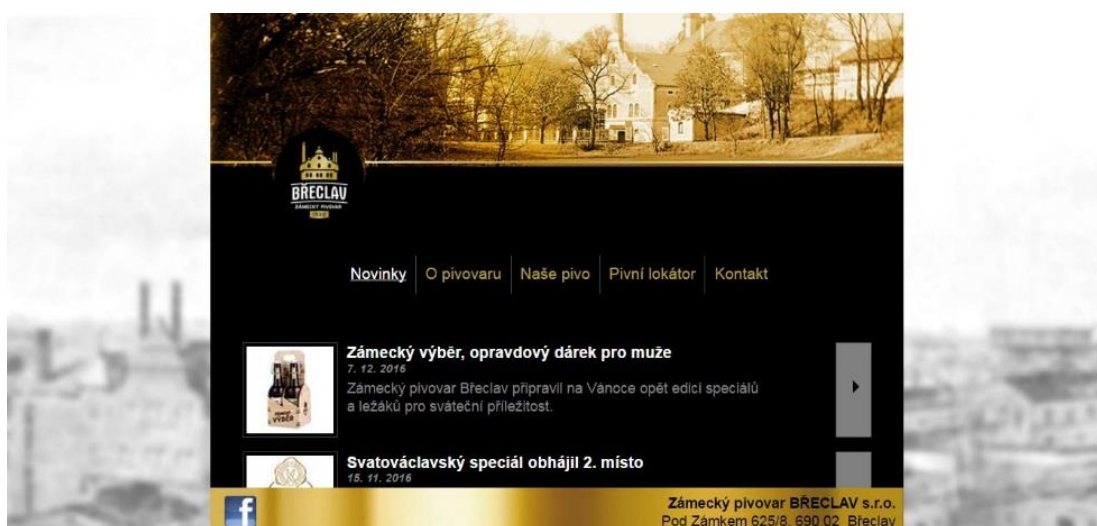 BŘECLAV
ZÁMECKÝ PIVOVAR
Novinky
O pivovaru
Naše pivo
Pivní lokátor
Kontakt
Zámecký výběr, opravdový dárek pro muže
7. 12. 2016
Zámecký pivovar Břeclav připravil na Vánoce opět edici speciálů
a ležáků pro sváteční příležitost.
VÝBĚR
Svatováclavský speciál obhájil 2. místo
15. 11. 2016
f
Zámecký pivovar BŘECLAV s.r.o.
Pod Zámkem 625/8, 690 02 Břeclav